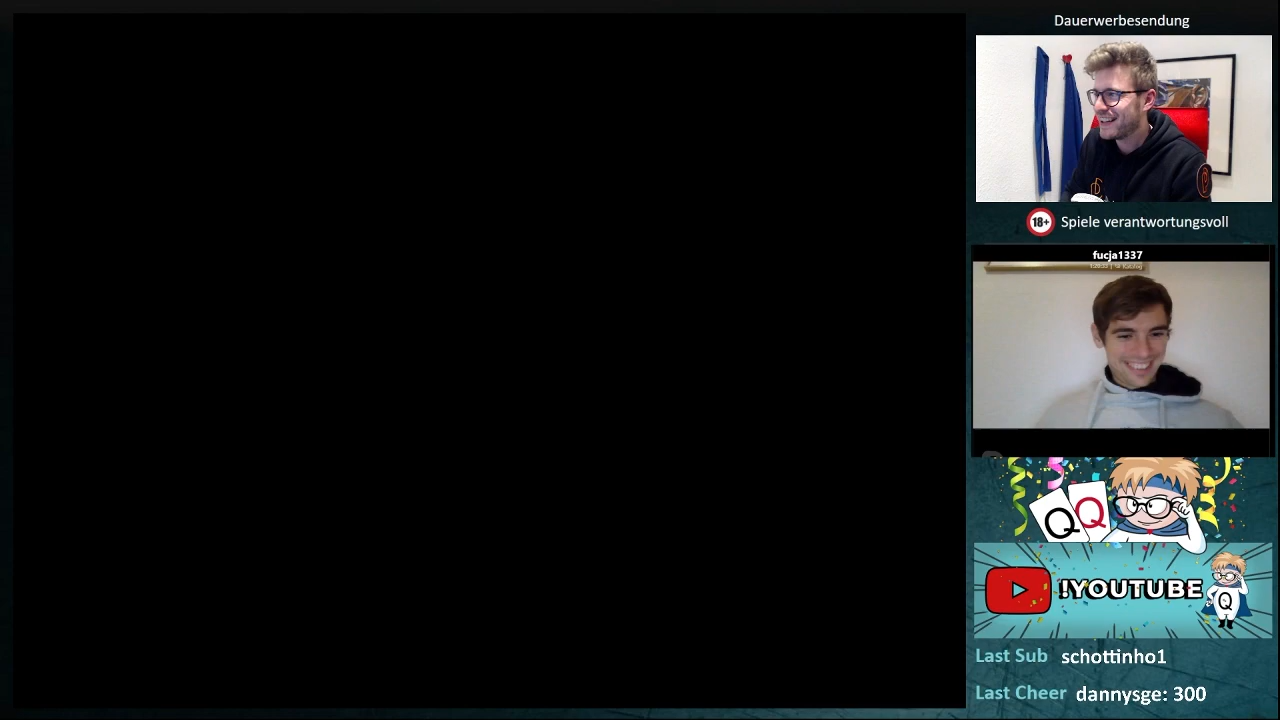 Dauerwerbesendung
18+ Spiele verantwortungsvoll
fucja1337
Q Q
!YOUTUBE
Q
Last Sub schottinho1
Last Cheer dannysge: 300